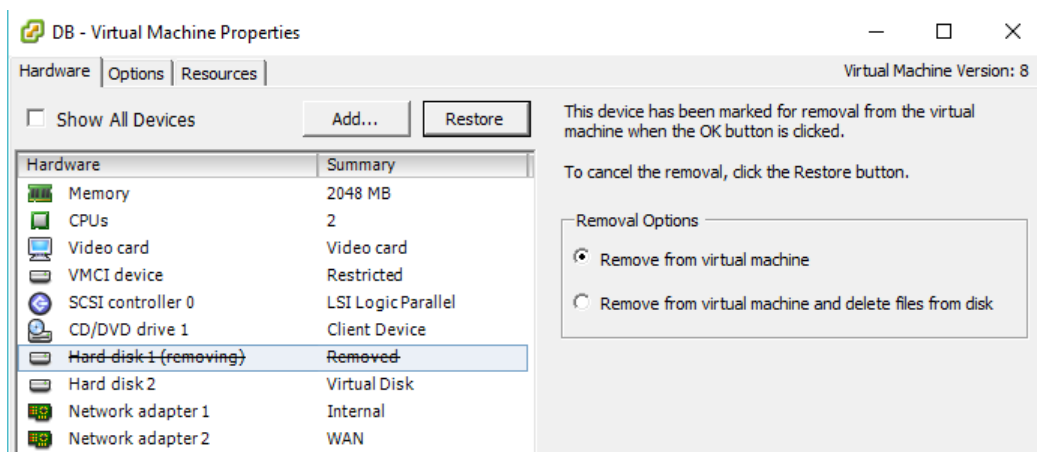 DB - Virtual Machine Properties
Hardware Options Resources Virtual Machine Version: 8
Show All Devices Add... Restore
Hardware Summary
Memory 2048 MB
CPUs 2
Video card Video card
VMCI device Restricted
SCSI controller 0 LSI Logic Parallel
CD/DVD drive 1 Client Device
Hard disk 1 (removing) Removed
Hard disk 2 Virtual Disk
Network adapter 1 Internal
Network adapter 2 WAN
This device has been marked for removal from the virtual
machine when the OK button is clicked.
To cancel the removal, click the Restore button.
Removal Options
Remove from virtual machine
Remove from virtual machine and delete files from disk